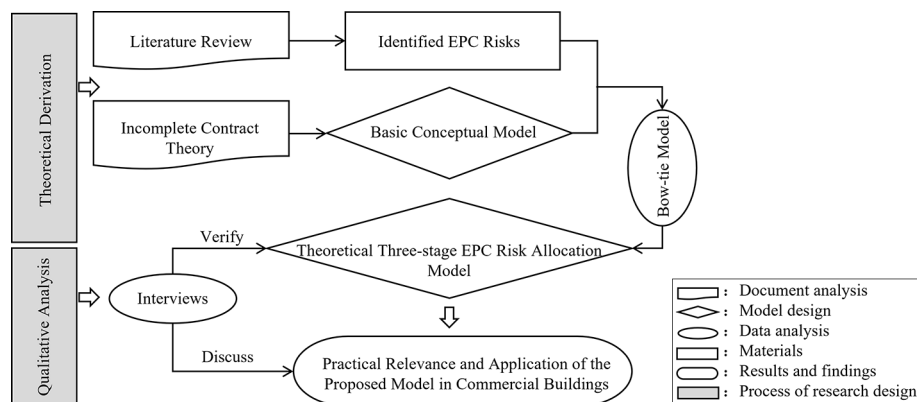 Theoretical Derivation
Literature Review
Identified EPC Risks
Incomplete Contract
Theory
Basic Conceptual Model
Bow-tie Model
Qualitative Analysis
Verify
Theoretical Three-stage EPC Risk Allocation
Model
Interviews
Discuss
Practical Relevance and Application of the
Proposed Model in Commercial Buildings
: Document analysis
: Model design
: Data analysis
: Materials
: Results and findings
: Process of research design